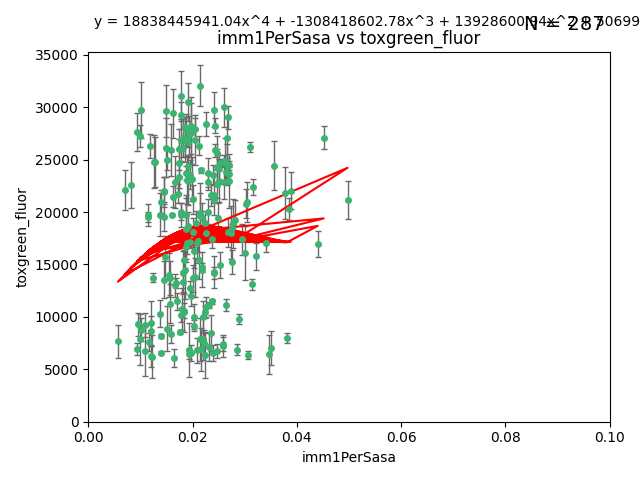 y = 18838445941.04x^4 + -1308418602.78x^3 + 13928600
N = 287
imm1PerSasa vs toxgreen_fluor
35000
30000
25000
20000
15000
10000
5000
0
toxgreen_fluor
0.00 0.02 0.04 0.06 0.08 0.10
imm1PerSasa